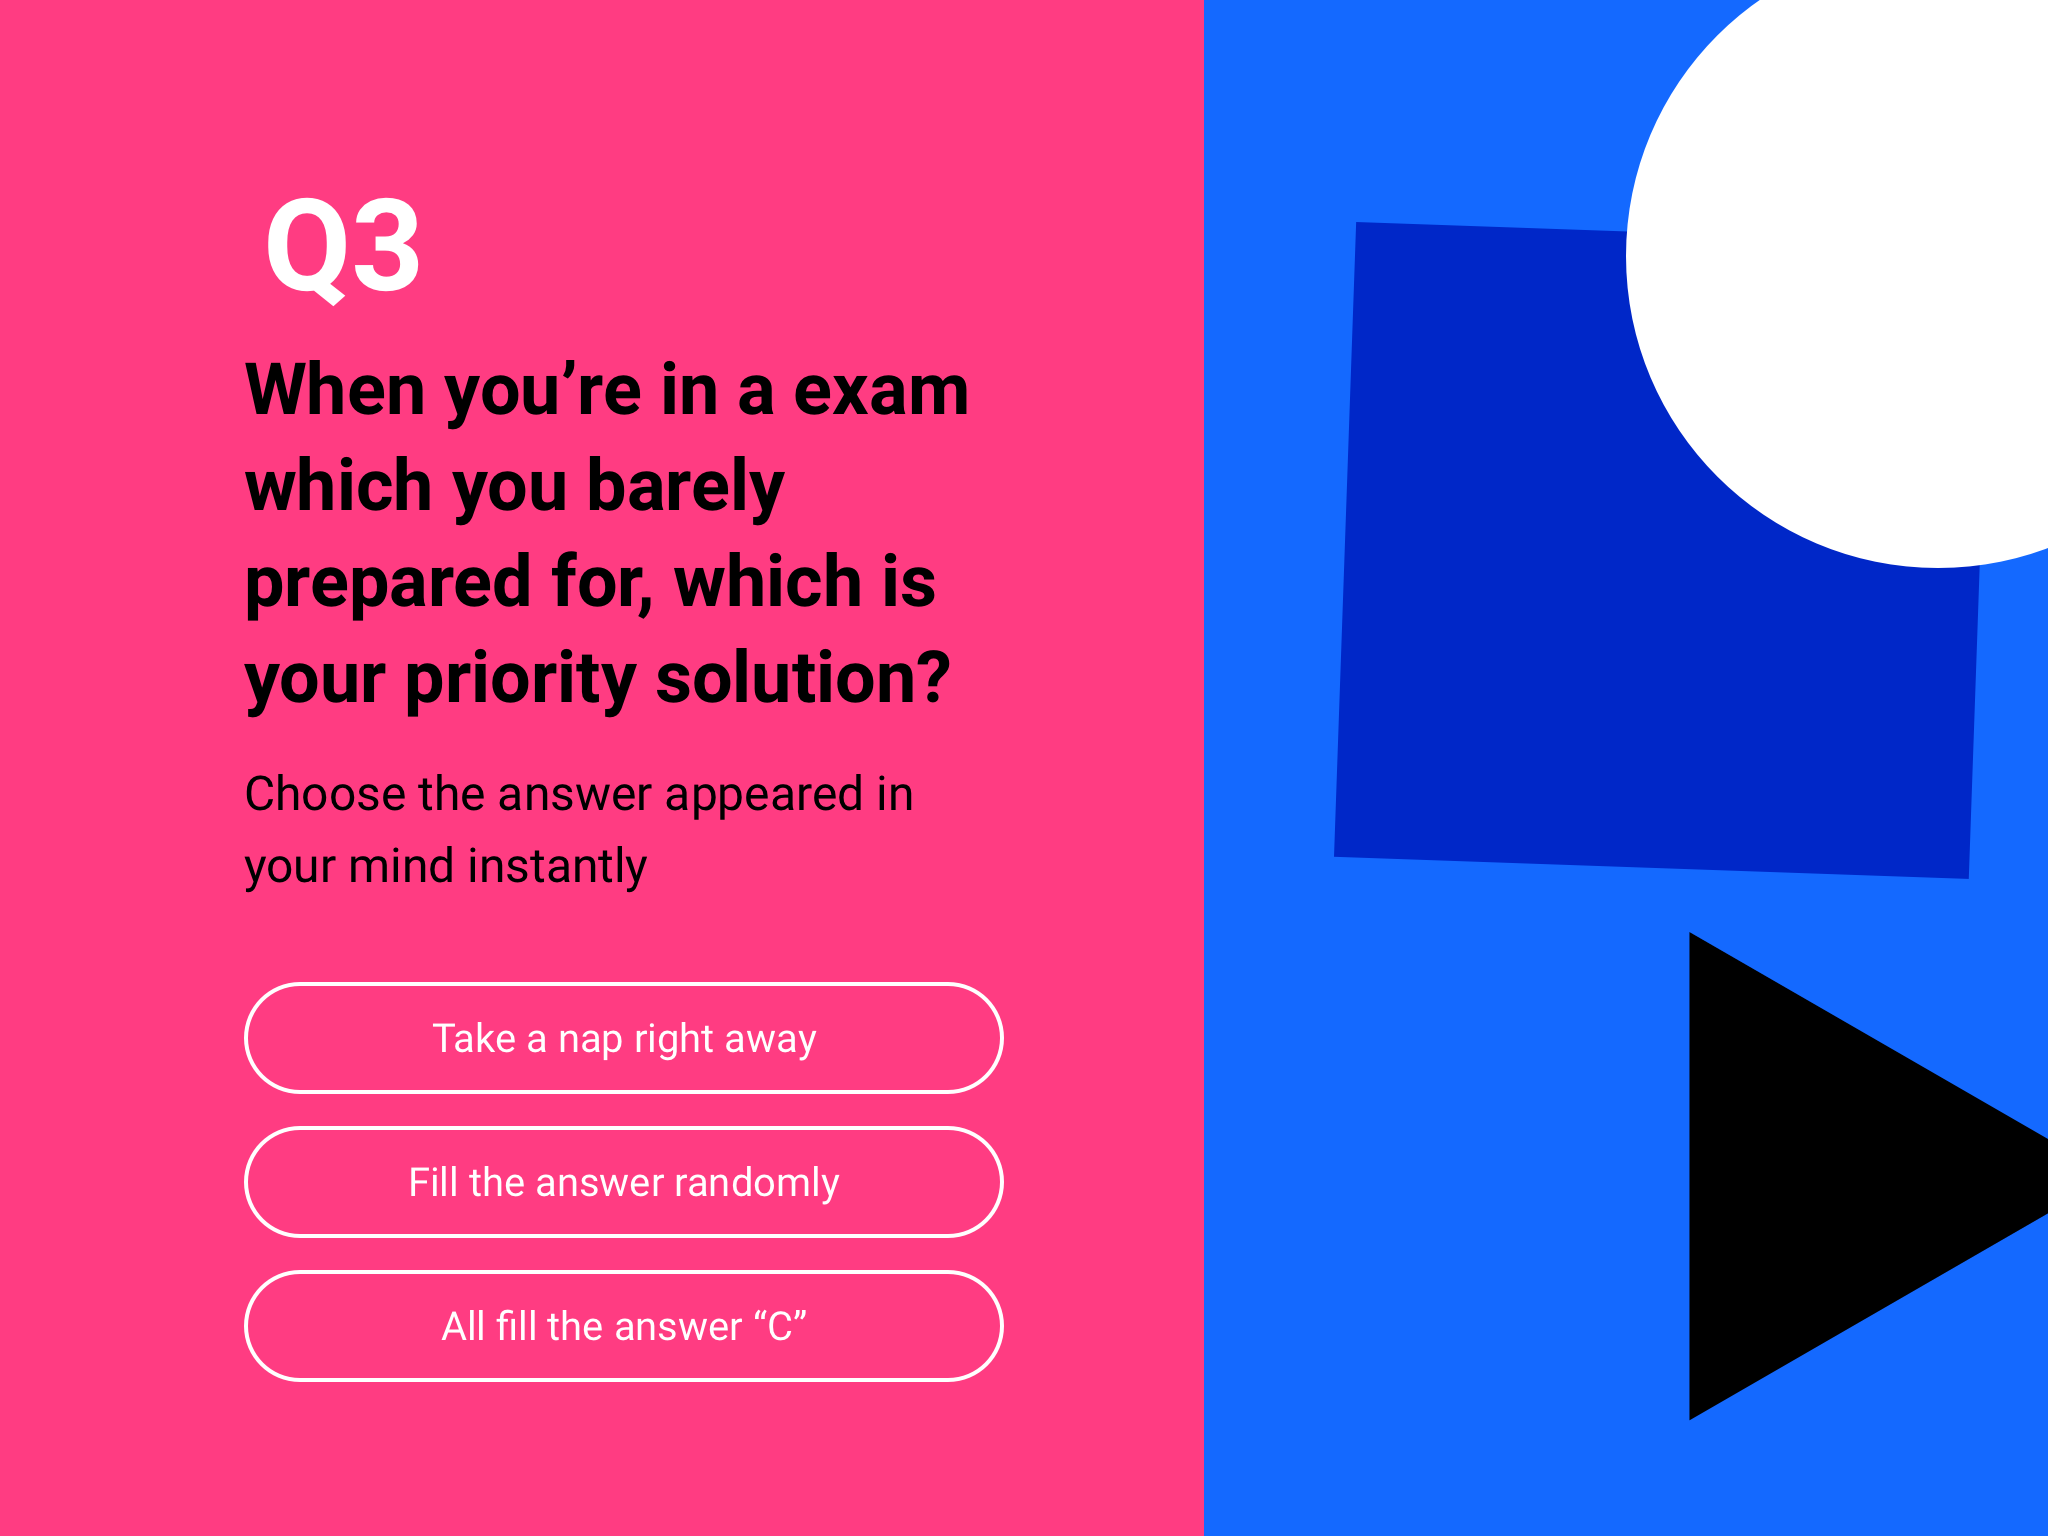 Q3
When you’re in a exam
which you barely
prepared for, which is
your priority solution?
Choose the answer appeared in
your mind instantly
Take a nap right away
Fill the answer randomly
All fill the answer “C”